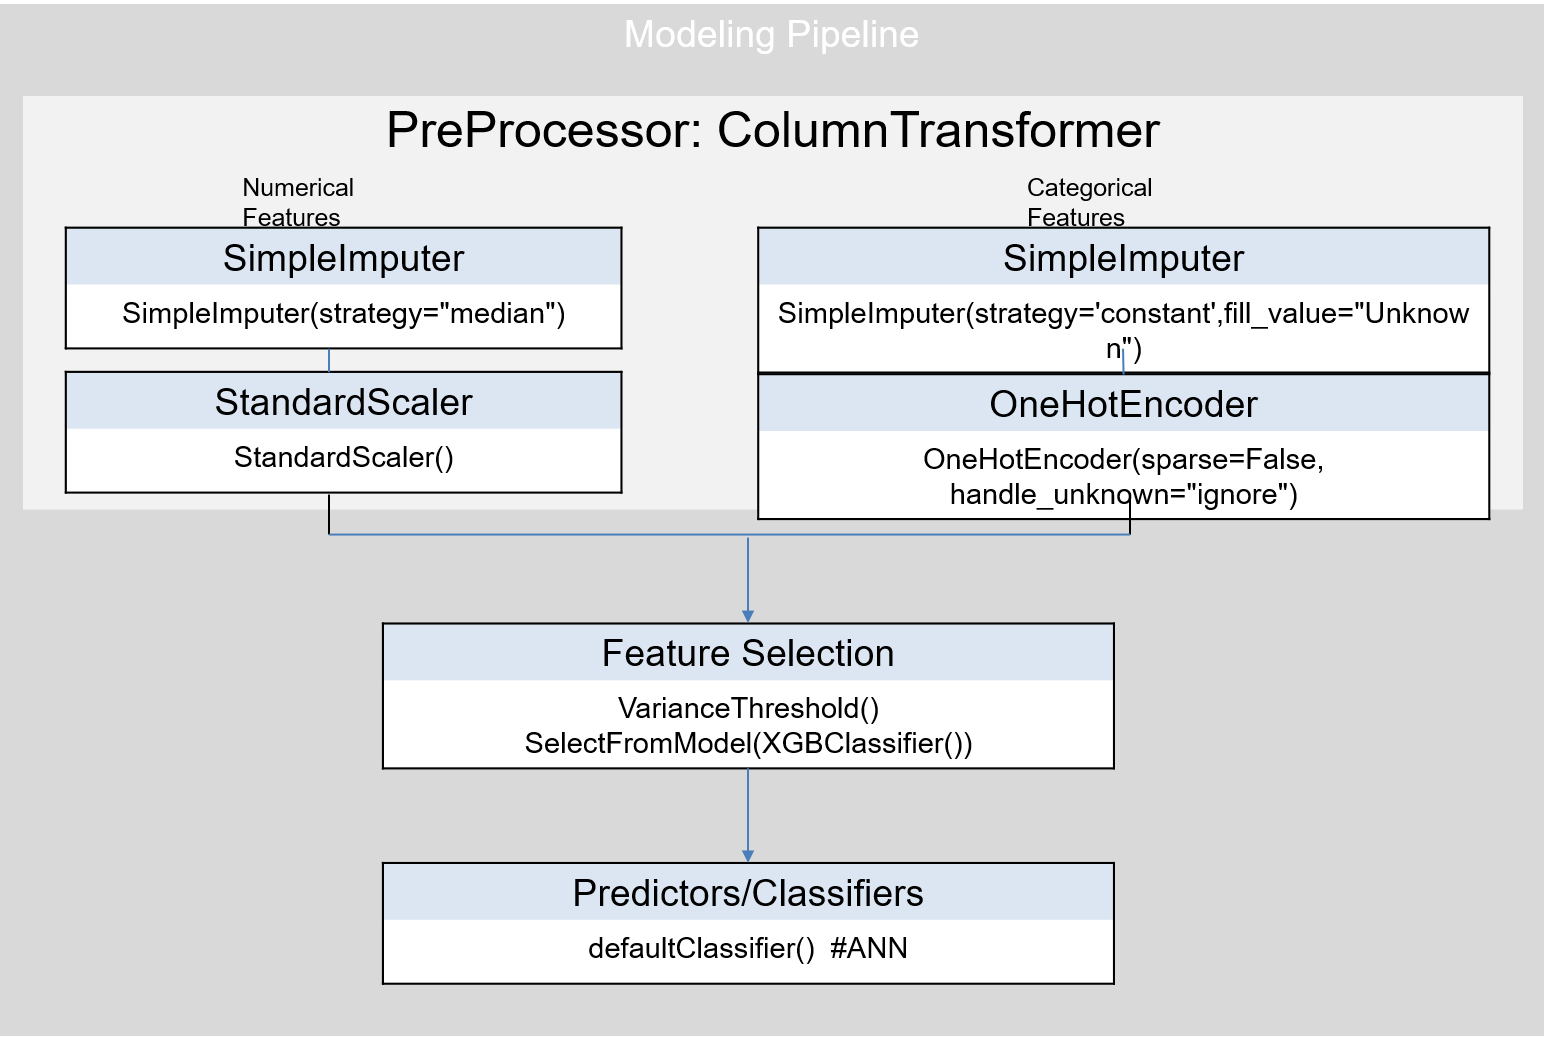 Modeling Pipeline
PreProcessor: ColumnTransformer
Numerical
Features
SimpleImputer
SimpleImputer(strategy="median")
StandardScaler
StandardScaler()
Categorical
Features
SimpleImputer
SimpleImputer(strategy='constant',fill_value="Unknow
n")
OneHotEncoder
OneHotEncoder(sparse=False,
handle_unknown="ignore")
Feature Selection
VarianceThreshold()
SelectFromModel(XGBClassifier())
Predictors/Classifiers
defaultClassifier()  #ANN